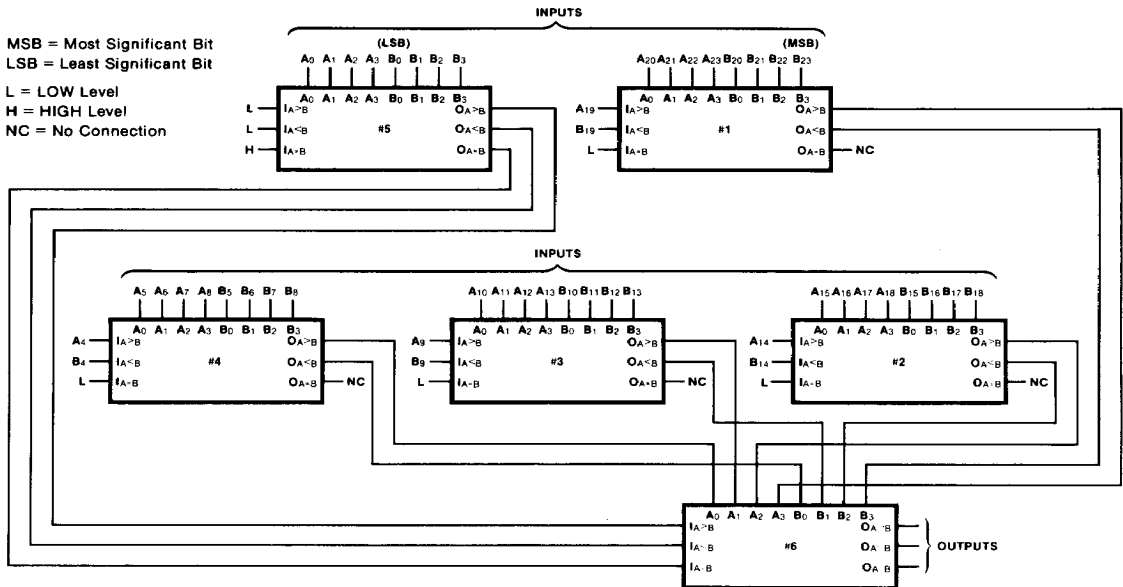 INPUTS
MSB = Most Significant Bit
LSB = Least Significant Bit
L = LOW Level
H = HIGH Level
NC = No Connection
(LSB)
(MSB)
A0 A1 A2 A3 B0 B1 B2 B3
A20 A21 A22 A23 B20 B21 B22 B23
A0 A1 A2 A3 B0 B1 B2 B3
A0 A1 A2 A3 B0 B1 B2 B3
L IA>B OA>B
L IA<B #5 OA<B
H IA=B OA=B
A19 IA>B OA>B
B19 IA<B #1 OA<B
L IA=B OA=B NC
INPUTS
A5 A6 A7 A8 B5 B6 B7 B8
A10 A11 A12 A13 B10 B11 B12 B13
A15 A16 A17 A18 B15 B16 B17 B18
A0 A1 A2 A3 B0 B1 B2 B3
A0 A1 A2 A3 B0 B1 B2 B3
A0 A1 A2 A3 B0 B1 B2 B3
A4 IA>B OA>B
B4 IA<B #4 OA<B
L IA=B OA=B NC
A9 IA>B OA>B
B9 IA<B #3 OA<B
L IA=B OA=B NC
A14 IA>B OA>B
B14 IA<B #2 OA<B
L IA=B OA=B NC
A0 A1 A2 A3 B0 B1 B2 B3
IA>B
#6
OUTPUTS